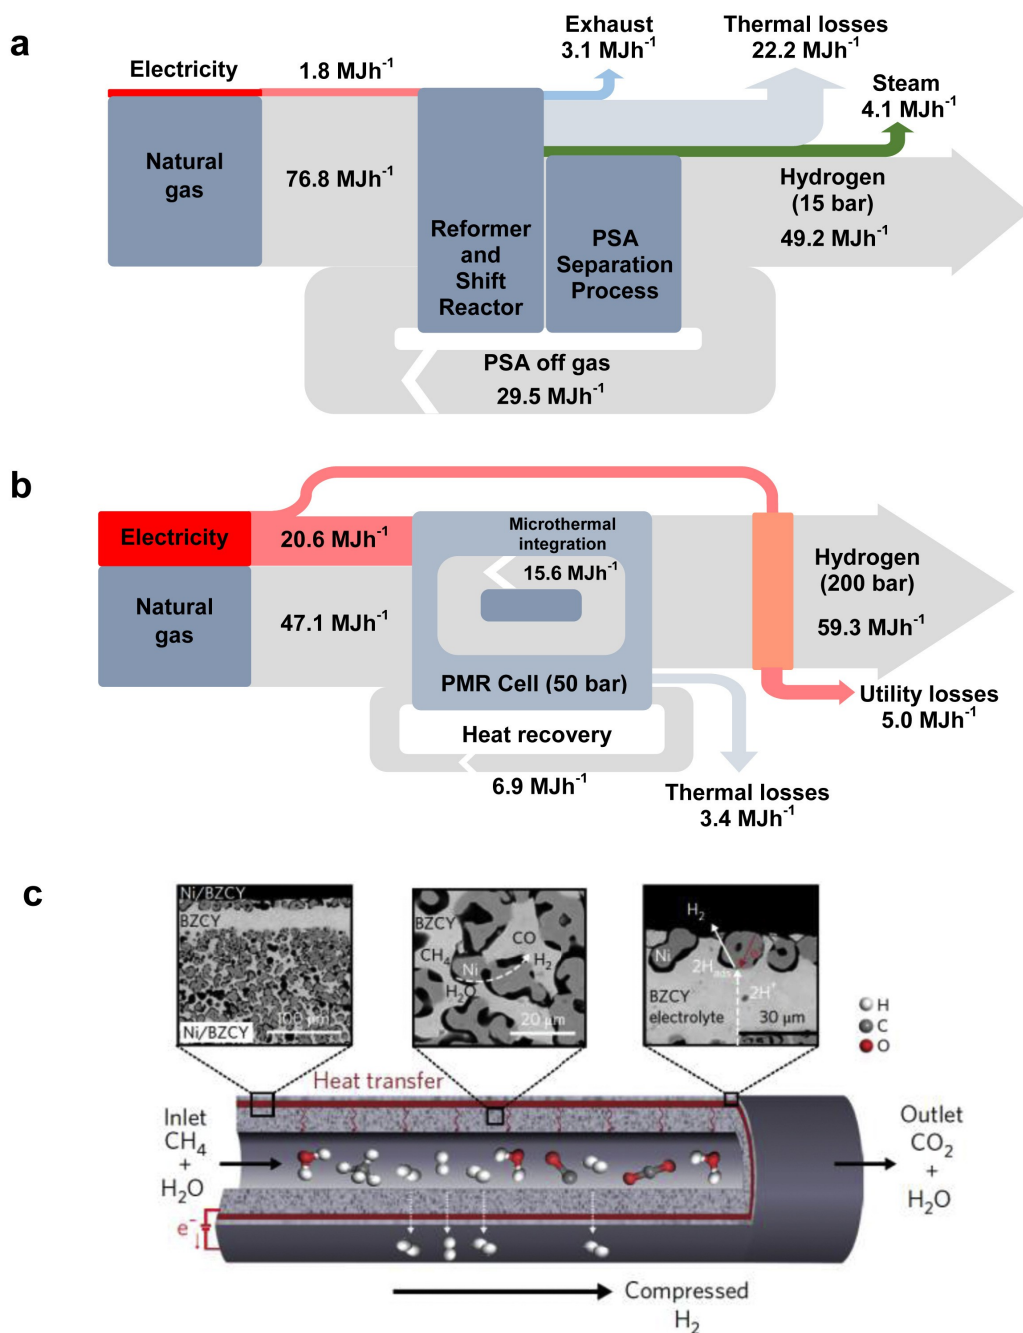 a
Exhaust
3.1 MJh⁻¹
Thermal losses
22.2 MJh⁻¹
Electricity
1.8 MJh⁻¹
Steam
4.1 MJh⁻¹
Natural
gas
76.8 MJh⁻¹
Reformer
and
Shift
Reactor
PSA
Separation
Process
Hydrogen
(15 bar)
49.2 MJh⁻¹
PSA off gas
29.5 MJh⁻¹
b
Electricity
20.6 MJh⁻¹
Natural
gas
47.1 MJh⁻¹
Microthermal
integration
15.6 MJh⁻¹
PMR Cell (50 bar)
Hydrogen
(200 bar)
59.3 MJh⁻¹
Utility losses
5.0 MJh⁻¹
Heat recovery
6.9 MJh⁻¹
Thermal losses
3.4 MJh⁻¹
c
Ni/BZCY
BZCY
Ni/BZCY
100 μm
BZCY
CO
CH₄
Ni
H₂
H₂O
20 μm
H₂
Ni
2H_ads
2H⁺
BZCY
electrolyte
30 μm
H
C
O
Heat transfer
Inlet
CH₄
+
H₂O
e⁻
Outlet
CO₂
+
H₂O
Compressed
H₂